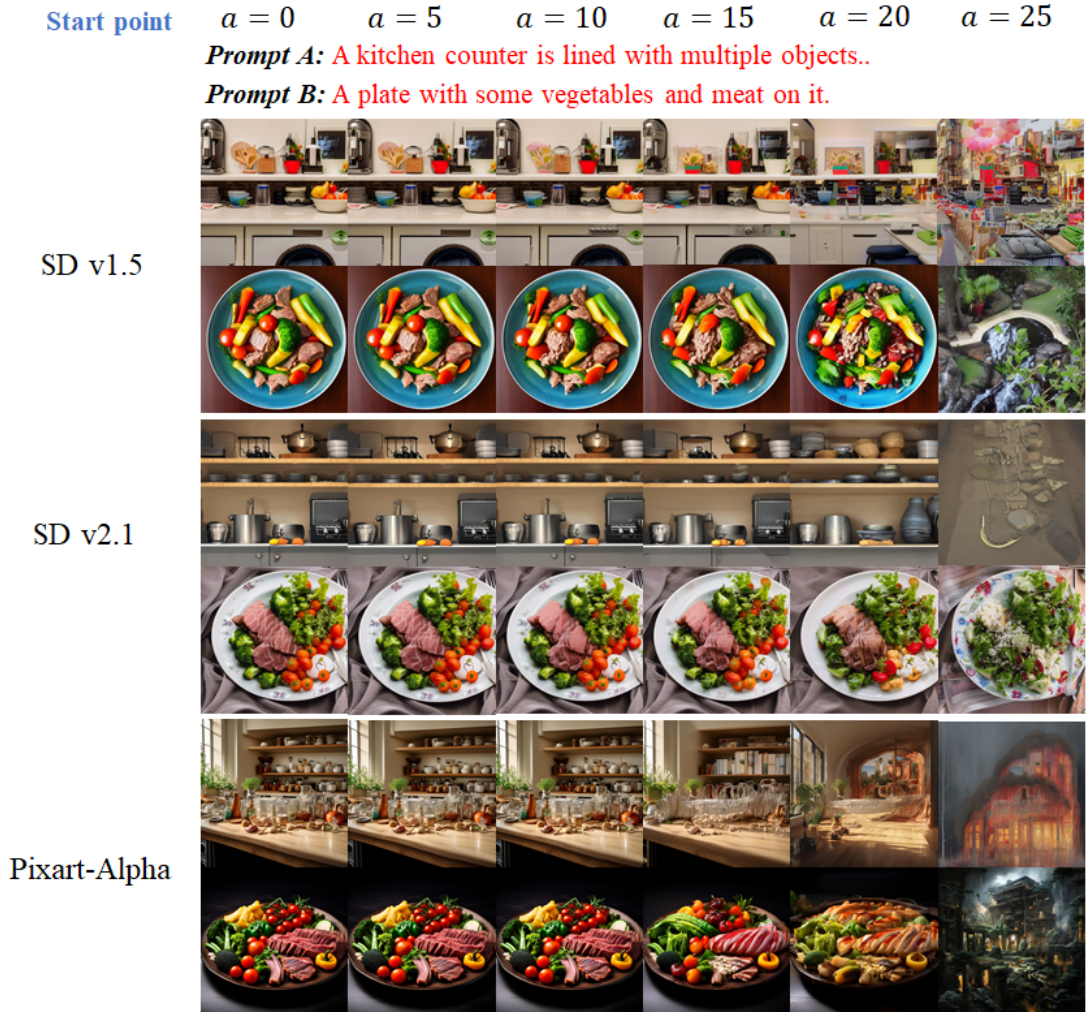 Start point a = 0 a = 5 a = 10 a = 15 a = 20 a = 25
Prompt A: A kitchen counter is lined with multiple objects..
Prompt B: A plate with some vegetables and meat on it.
SD v1.5
SD v2.1
Pixart-Alpha